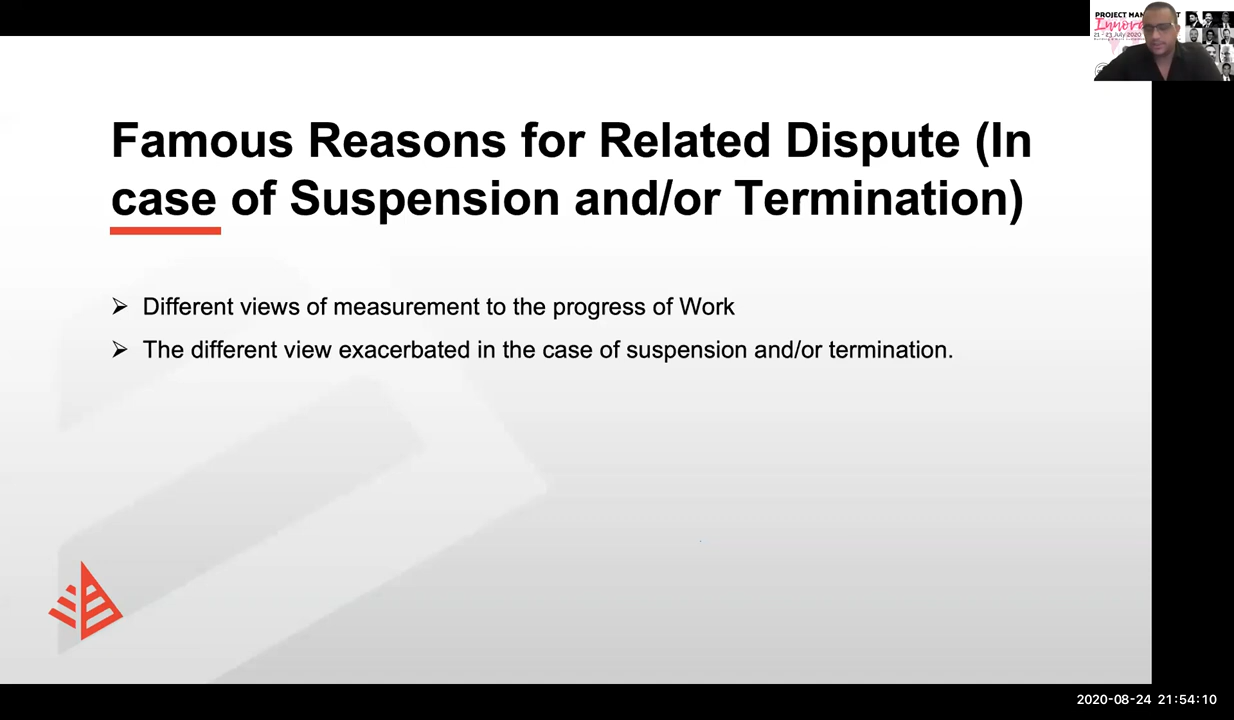 PROJECT MAN
Innov
21 - 23 July 2020
Famous Reasons for Related Dispute (In
case of Suspension and/or Termination)
➢ Different views of measurement to the progress of Work
➢ The different view exacerbated in the case of suspension and/or termination.
2020-08-24 21:54:10